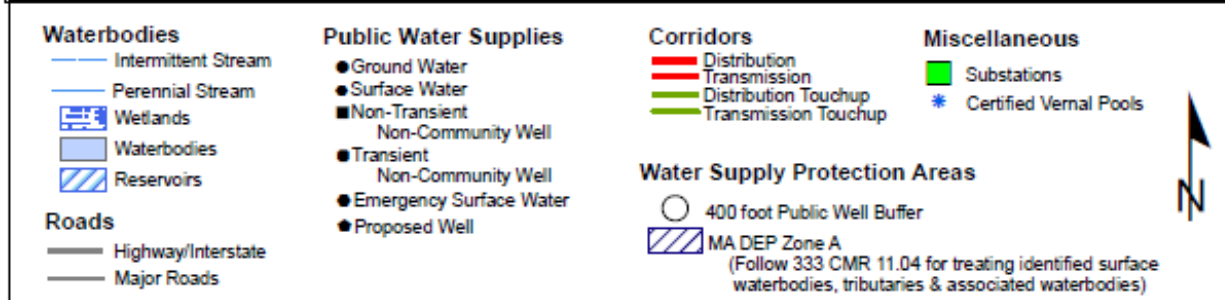 Waterbodies
Intermittent Stream
Perennial Stream
Wetlands
Waterbodies
Reservoirs
Roads
Highway/Interstate
Major Roads
Public Water Supplies
Ground Water
Surface Water
Non-Transient
Non-Community Well
Transient
Non-Community Well
Emergency Surface Water
Proposed Well
Corridors
Distribution
Transmission
Distribution Touchup
Transmission Touchup
Miscellaneous
Substations
Certified Vernal Pools
Water Supply Protection Areas
400 foot Public Well Buffer
MA DEP Zone A
(Follow 333 CMR 11.04 for treating identified surface
waterbodies, tributaries & associated waterbodies)
N